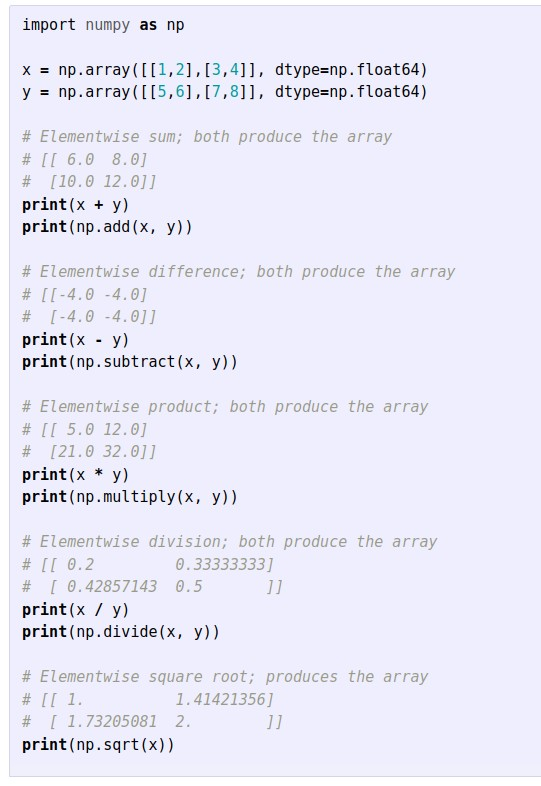 import numpy as np

x = np.array([[1,2],[3,4]], dtype=np.float64)
y = np.array([[5,6],[7,8]], dtype=np.float64)

# Elementwise sum; both produce the array
# [[ 6.0  8.0]
#  [10.0 12.0]]
print(x + y)
print(np.add(x, y))

# Elementwise difference; both produce the array
# [[-4.0 -4.0]
#  [-4.0 -4.0]]
print(x - y)
print(np.subtract(x, y))

# Elementwise product; both produce the array
# [[ 5.0 12.0]
#  [21.0 32.0]]
print(x * y)
print(np.multiply(x, y))

# Elementwise division; both produce the array
# [[ 0.2         0.33333333]
#  [ 0.42857143  0.5       ]]
print(x / y)
print(np.divide(x, y))

# Elementwise square root; produces the array
# [[ 1.          1.41421356]
#  [ 1.73205081  2.        ]]
print(np.sqrt(x))